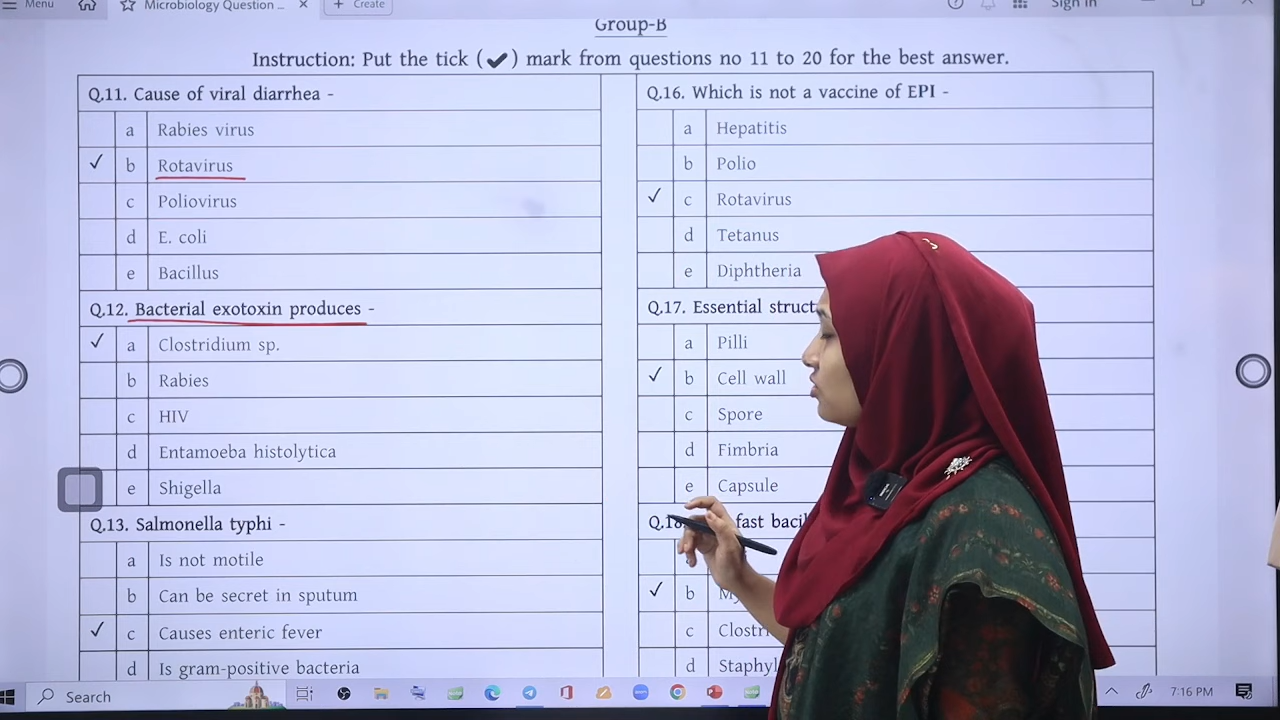 Menu
Microbiology Question ...
Create
Sign in
Group-B
Instruction: Put the tick (✔) mark from questions no 11 to 20 for the best answer.
Q.11. Cause of viral diarrhea -
a Rabies virus
✓ b Rotavirus
c Poliovirus
d E. coli
e Bacillus
Q.12. Bacterial exotoxin produces -
✓ a Clostridium sp.
b Rabies
c HIV
d Entamoeba histolytica
e Shigella
Q.13. Salmonella typhi -
a Is not motile
b Can be secret in sputum
✓ c Causes enteric fever
d Is gram-positive bacteria
Q.16. Which is not a vaccine of EPI -
a Hepatitis
b Polio
✓ c Rotavirus
d Tetanus
e Diphtheria
Q.17. Essential struct
a Pilli
✓ b Cell wall
c Spore
d Fimbria
e Capsule
Q.18 fast bacil
a
✓ b My
c Clostri
d Staphyl
Search
7:16 PM